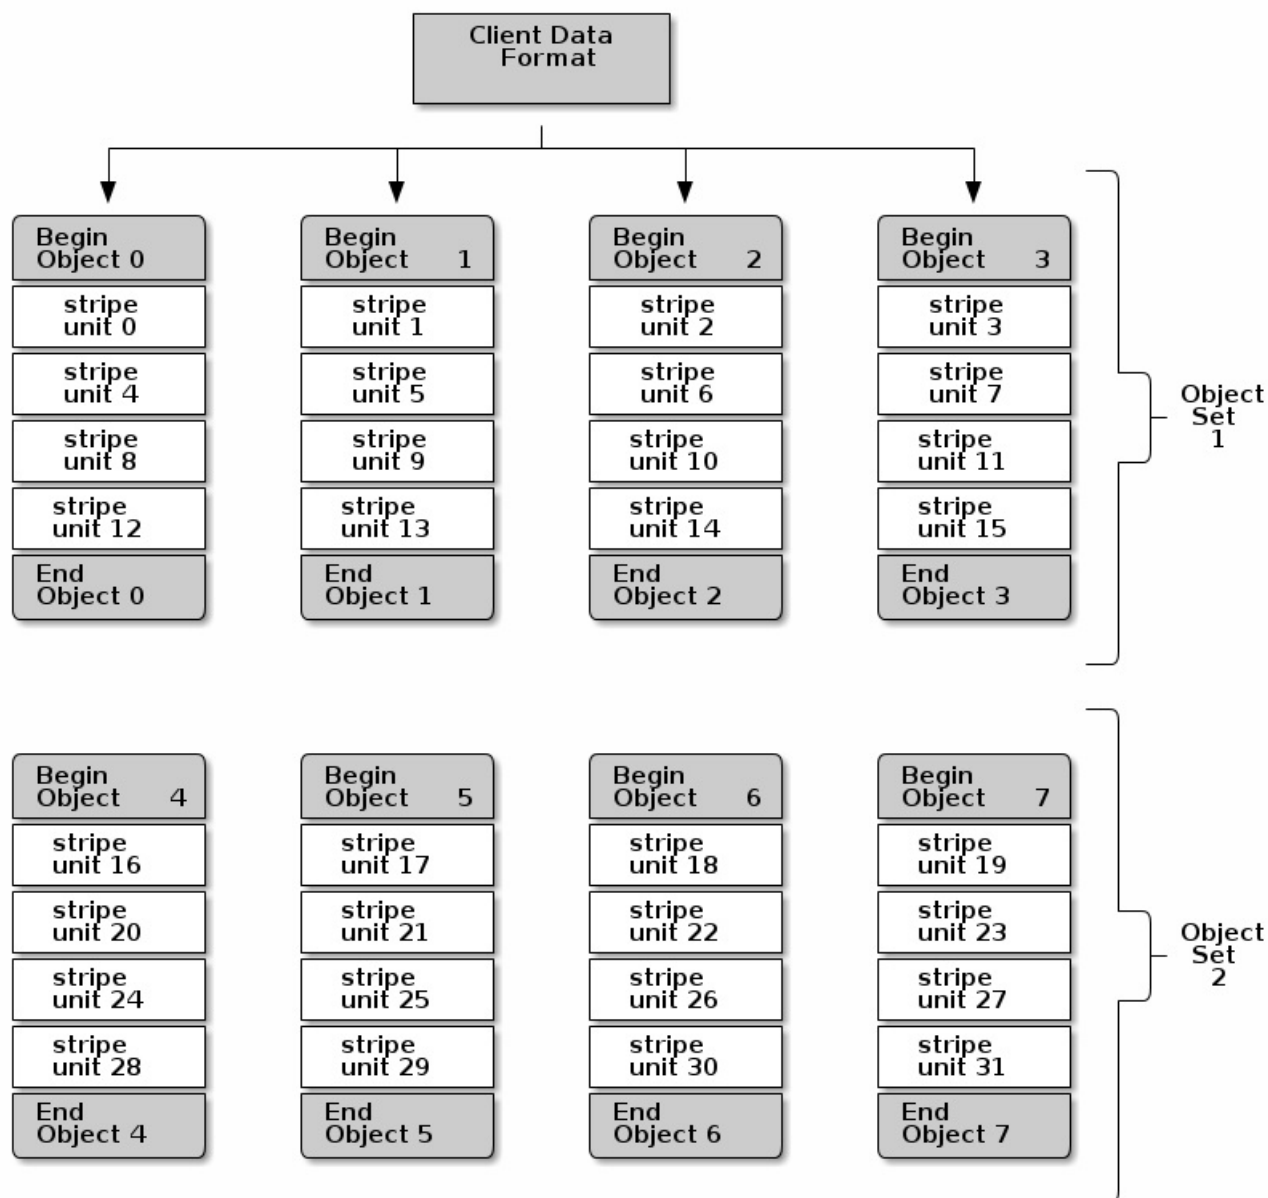 Client Data
Format
Begin
Object 0
stripe
unit 0
stripe
unit 4
stripe
unit 8
stripe
unit 12
End
Object 0
Begin
Object 1
stripe
unit 1
stripe
unit 5
stripe
unit 9
stripe
unit 13
End
Object 1
Begin
Object 2
stripe
unit 2
stripe
unit 6
stripe
unit 10
stripe
unit 14
End
Object 2
Begin
Object 3
stripe
unit 3
stripe
unit 7
stripe
unit 11
stripe
unit 15
End
Object 3
Object
Set
1
Begin
Object 4
stripe
unit 16
stripe
unit 20
stripe
unit 24
stripe
unit 28
End
Object 4
Begin
Object 5
stripe
unit 17
stripe
unit 21
stripe
unit 25
stripe
unit 29
End
Object 5
Begin
Object 6
stripe
unit 18
stripe
unit 22
stripe
unit 26
stripe
unit 30
End
Object 6
Begin
Object 7
stripe
unit 19
stripe
unit 23
stripe
unit 27
stripe
unit 31
End
Object 7
Object
Set
2